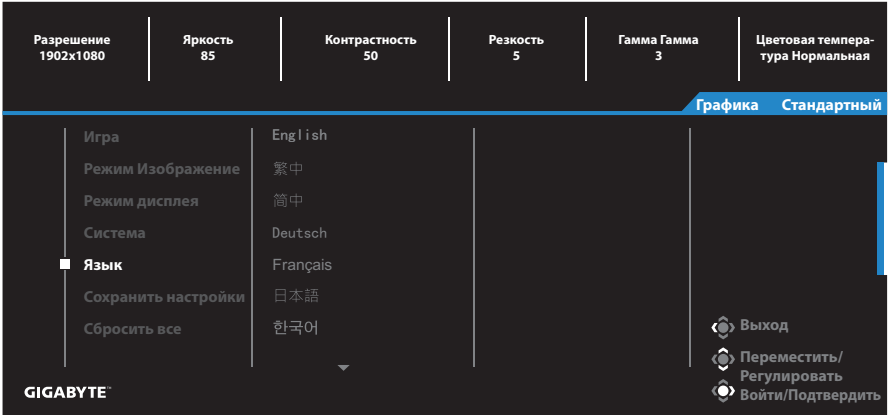 Разрешение
1902x1080
Яркость
85
Контрастность
50
Резкость
5
Гамма Гамма
3
Цветовая темпера-
тура Нормальная
Графика Стандартный
Игра
Режим Изображение
Режим дисплея
Система
Язык
Сохранить настройки
Сбросить все
English
繁中
简中
Deutsch
Français
日本語
한국어
Выход
Переместить/
Регулировать
Войти/Подтвердить
GIGABYTE™